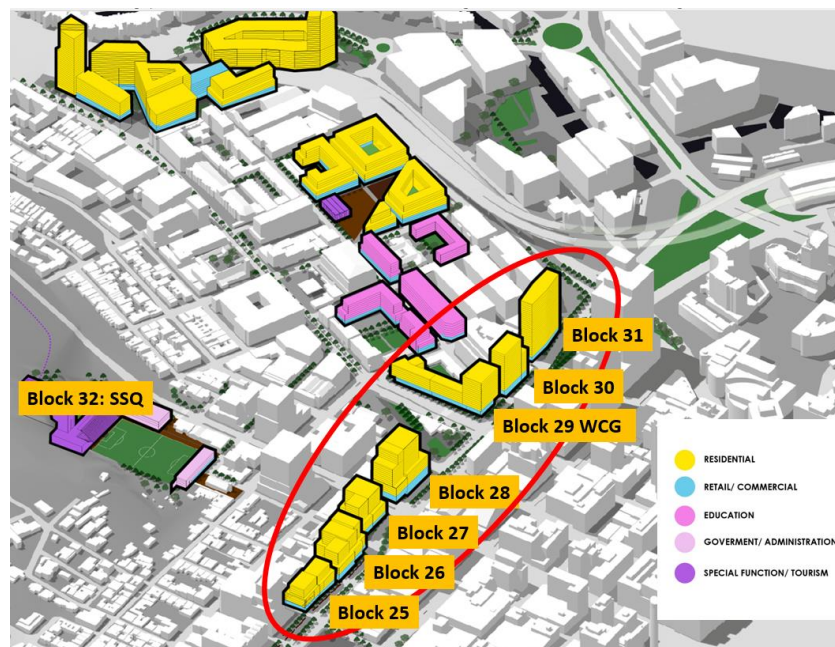 Block 31
Block 30
Block 32: SSQ
Block 29 WCG
Block 28
Block 27
Block 26
Block 25
RESIDENTIAL
RETAIL/ COMMERCIAL
EDUCATION
GOVERMENT/ ADMINISTRATION
SPECIAL FUNCTION/ TOURISM